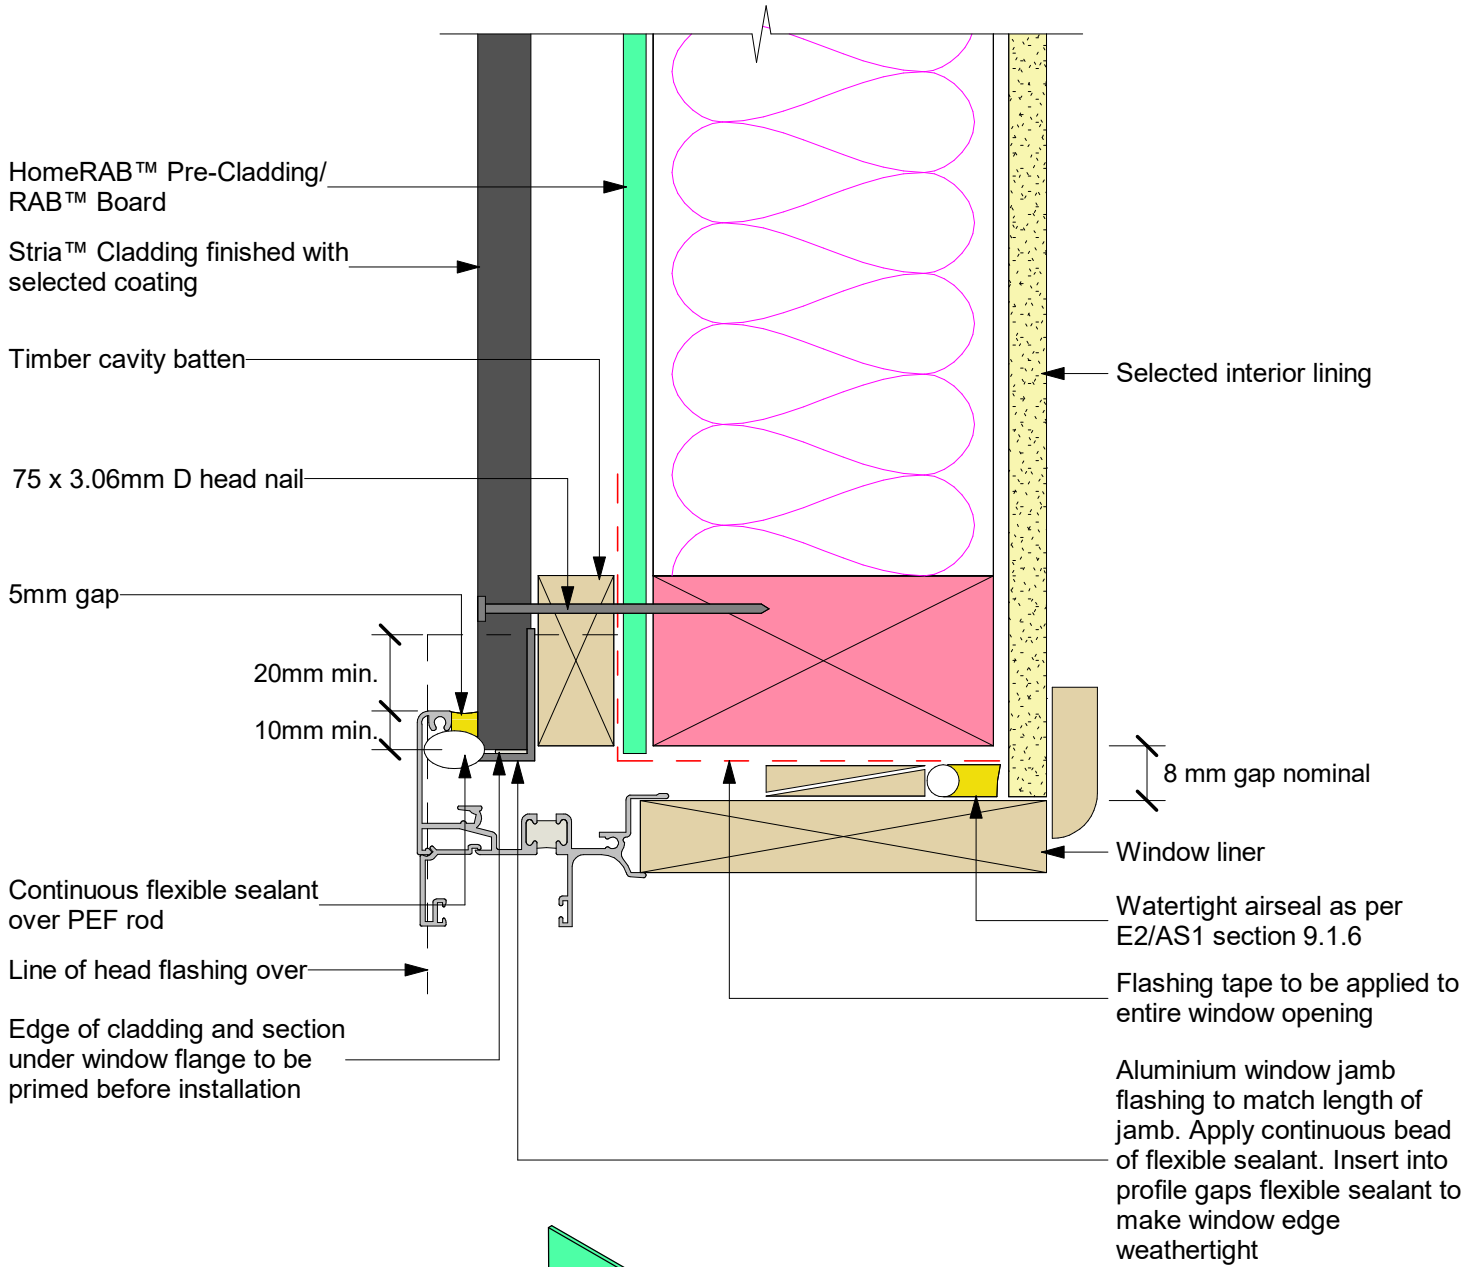 HomeRAB™ Pre-Cladding/
RAB™ Board
Stria™ Cladding finished with
selected coating
Timber cavity batten
75 x 3.06mm D head nail
5mm gap
20mm min.
10mm min.
Continuous flexible sealant
over PEF rod
Line of head flashing over
Edge of cladding and section
under window flange to be
primed before installation
Selected interior lining
8 mm gap nominal
Window liner
Watertight airseal as per
E2/AS1 section 9.1.6
Flashing tape to be applied to
entire window opening
Aluminium window jamb
flashing to match length of
jamb. Apply continuous bead
of flexible sealant. Insert into
profile gaps flexible sealant to
make window edge
weathertight